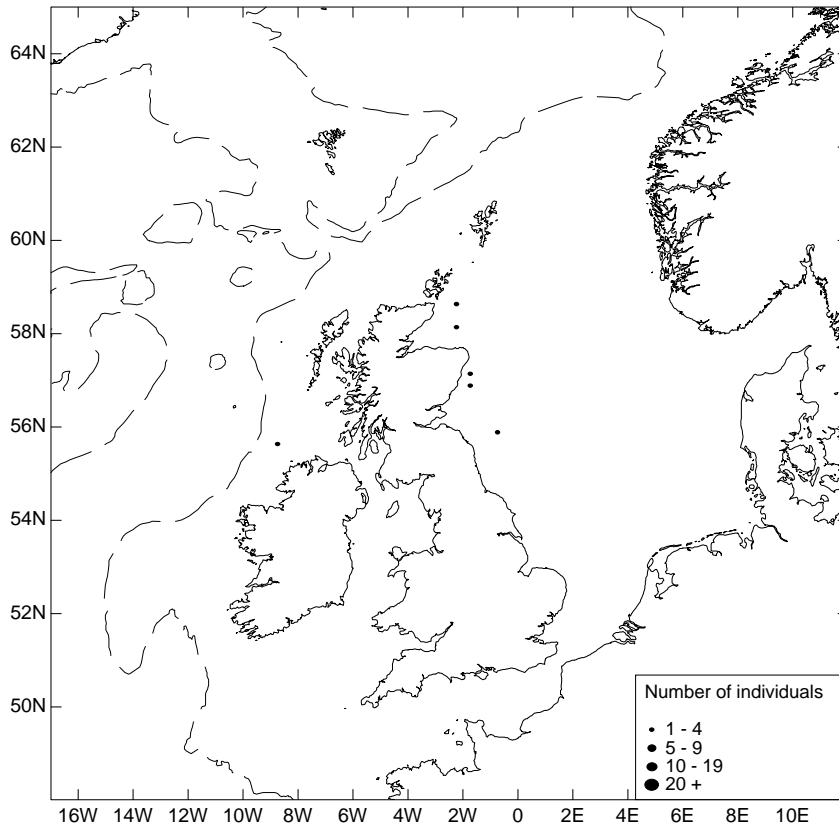 64N
62N
60N
58N
56N
54N
52N
50N
Number of individuals
1 - 4
5 - 9
10 - 19
20 +
16W 14W 12W 10W 8W 6W 4W 2W 0 2E 4E 6E 8E 10E